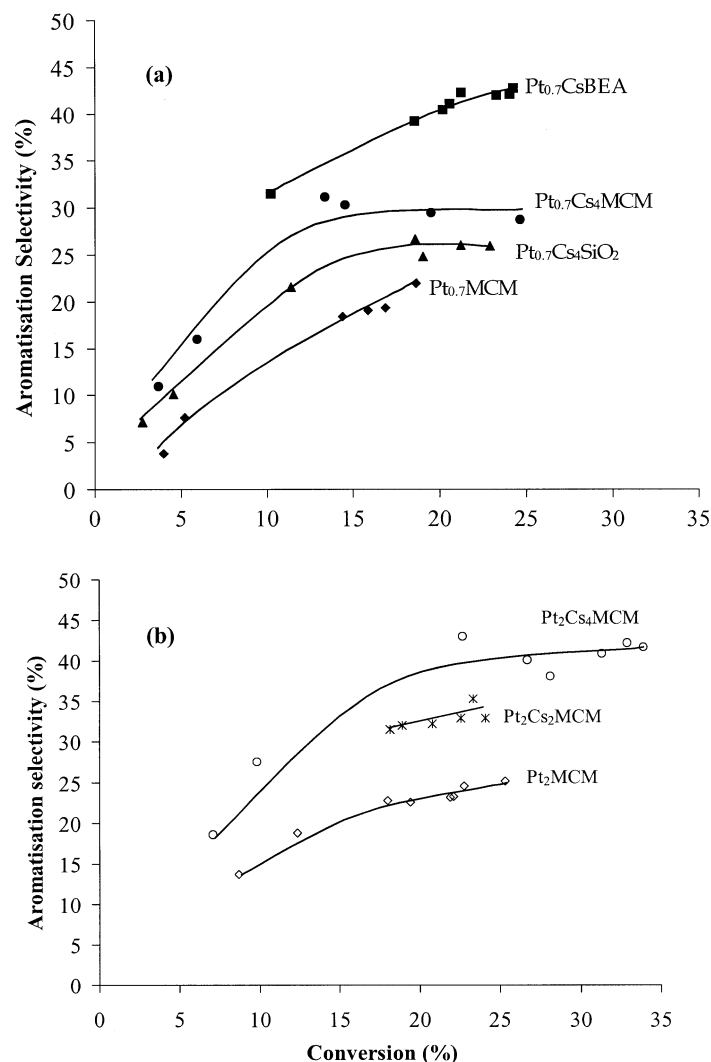 50
45
(a)
Pt0.7CsBEA
40
35
Pt0.7Cs4MCM
30
Pt0.7Cs4SiO2
25
Pt0.7MCM
20
15
10
5
0
Aromatisation Selectivity (%)
0 5 10 15 20 25 30 35
50
45
Pt2Cs4MCM
(b)
40
35
Pt2Cs2MCM
30
Pt2MCM
25
20
15
10
5
0
Aromatisation selectivity (%)
0 5 10 15 20 25 30 35
Conversion (%)